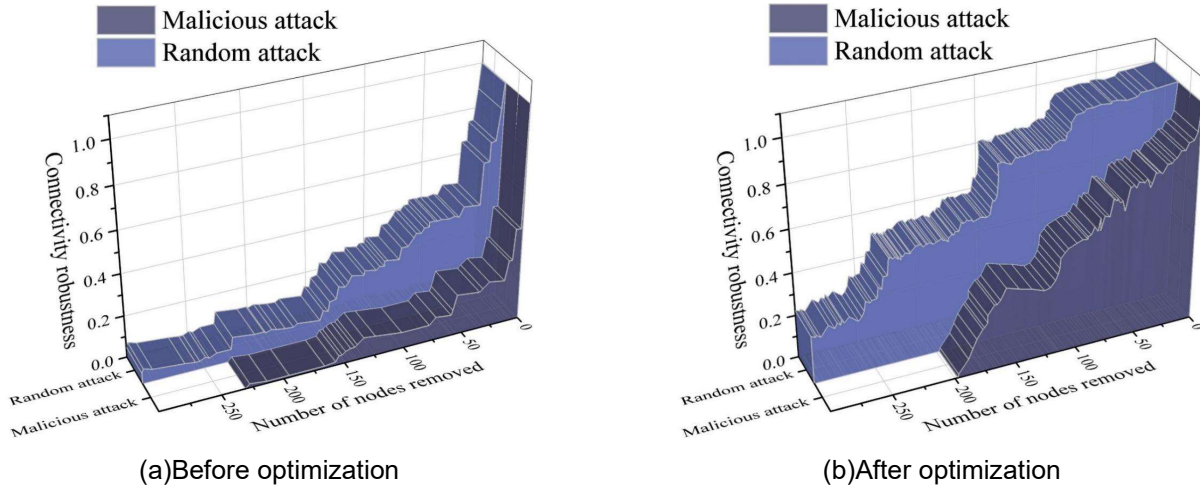 Malicious attack
Random attack
1.0
0.8
0.6
0.4
0.2
0.0
Connectivity robustness
Random attack
Malicious attack
250
200
150
100
50
0
Number of nodes removed
(a)Before optimization
Malicious attack
Random attack
1.0
0.8
0.6
0.4
0.2
0.0
Connectivity robustness
Random attack
Malicious attack
250
200
150
100
50
0
Number of nodes removed
(b)After optimization